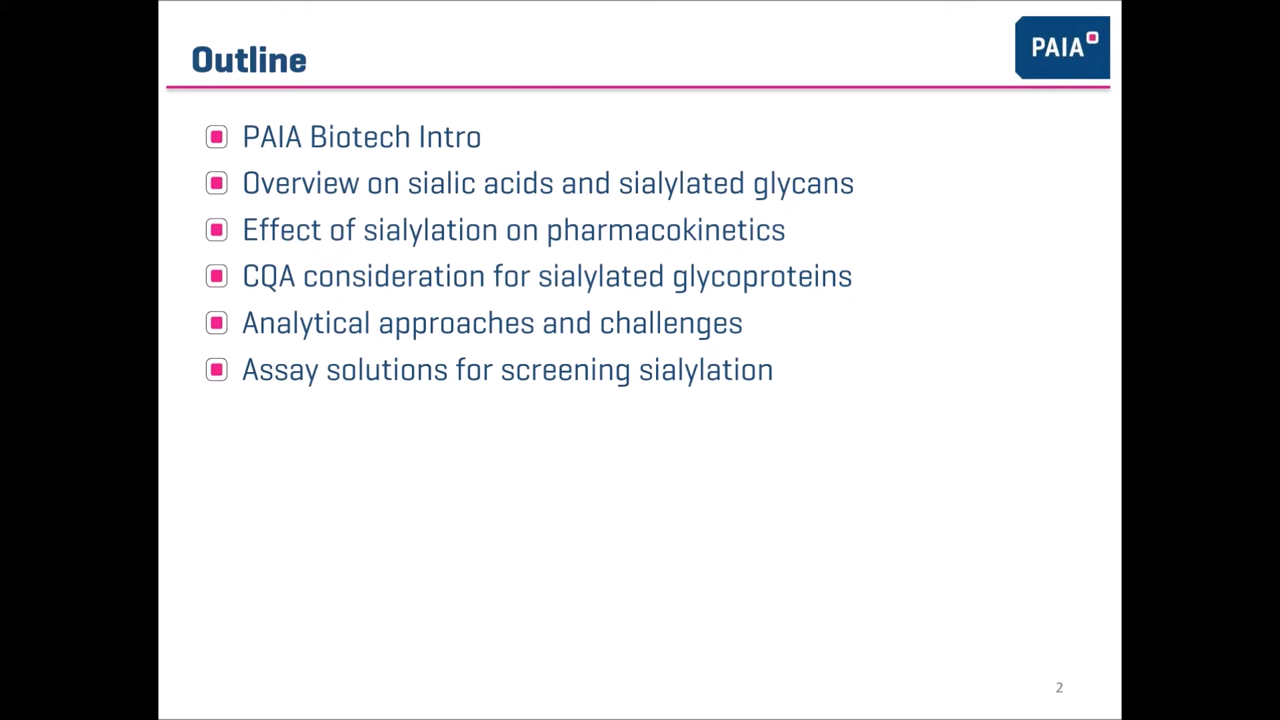 Outline
PAIA
PAIA Biotech Intro
Overview on sialic acids and sialylated glycans
Effect of sialylation on pharmacokinetics
CQA consideration for sialylated glycoproteins
Analytical approaches and challenges
Assay solutions for screening sialylation
2